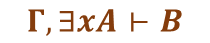 𝚪, ∃𝒙𝑨 ⊢ 𝑩